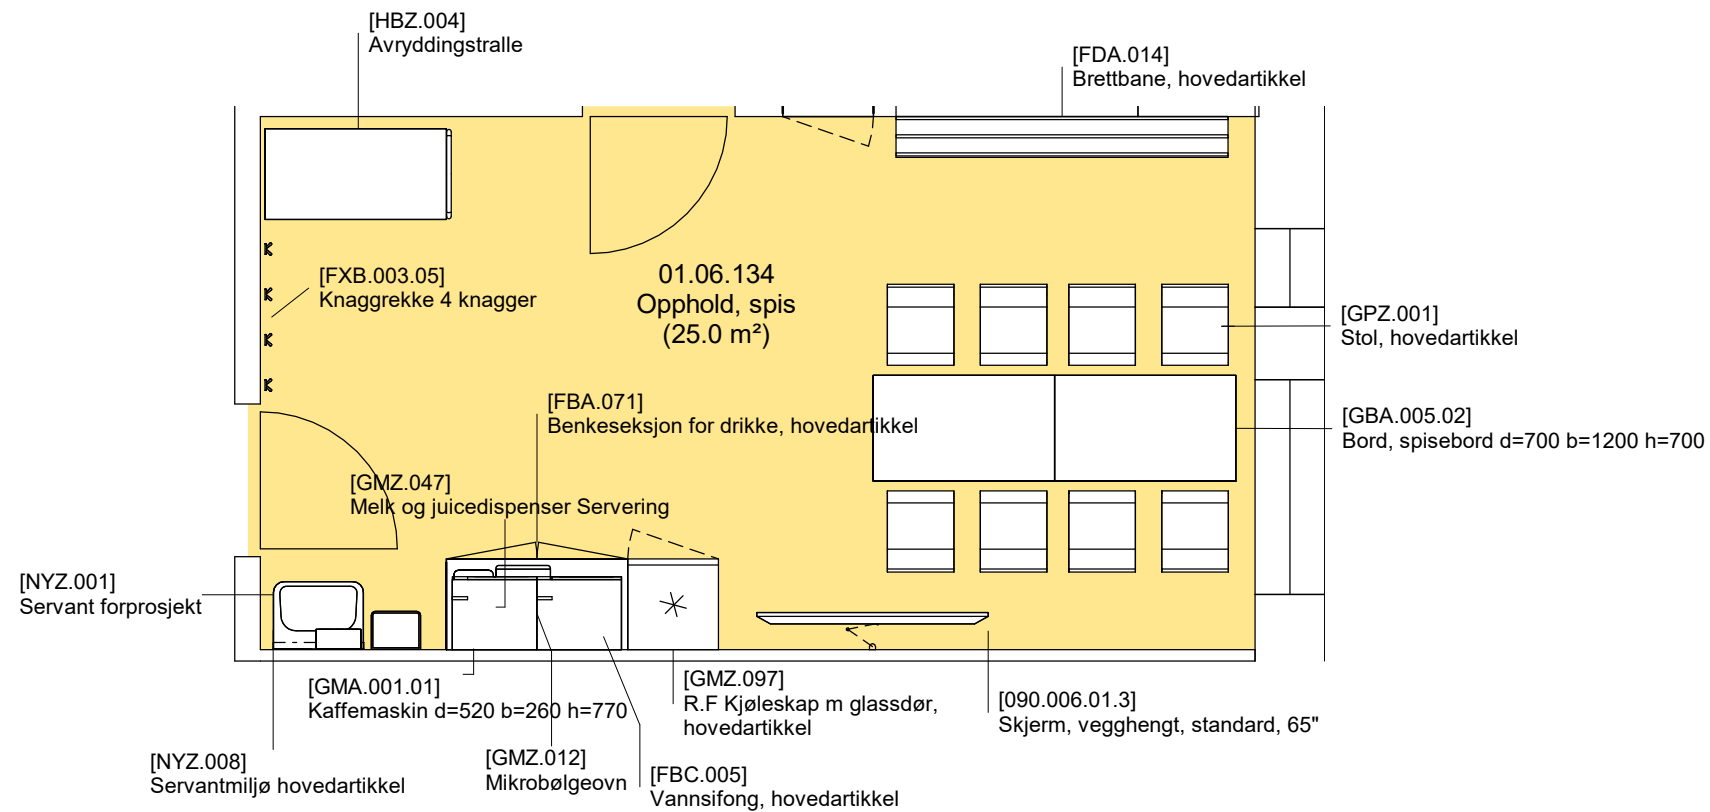 [HBZ.004]
Avryddingstralle
[FDA.014]
Brettbane, hovedartikkel
[FXB.003.05]
Knaggrekke 4 knagger
01.06.134
Opphold, spis
(25.0 m²)
[GPZ.001]
Stol, hovedartikkel
[FBA.071]
Benkeseksjon for drikke, hovedartikkel
[GBA.005.02]
Bord, spisebord d=700 b=1200 h=700
[GMZ.047]
Melk og juicedispenser Servering
[NYZ.001]
Servant forprosjekt
[GMA.001.01]
Kaffemaskin d=520 b=260 h=770
[GMZ.097]
R.F Kjøleskap m glassdør,
hovedartikkel
[090.006.01.3]
Skjerm, vegghengt, standard, 65"
[NYZ.008]
Servantmiljø hovedartikkel
[GMZ.012]
Mikrobølgeovn
[FBC.005]
Vannsifong, hovedartikkel